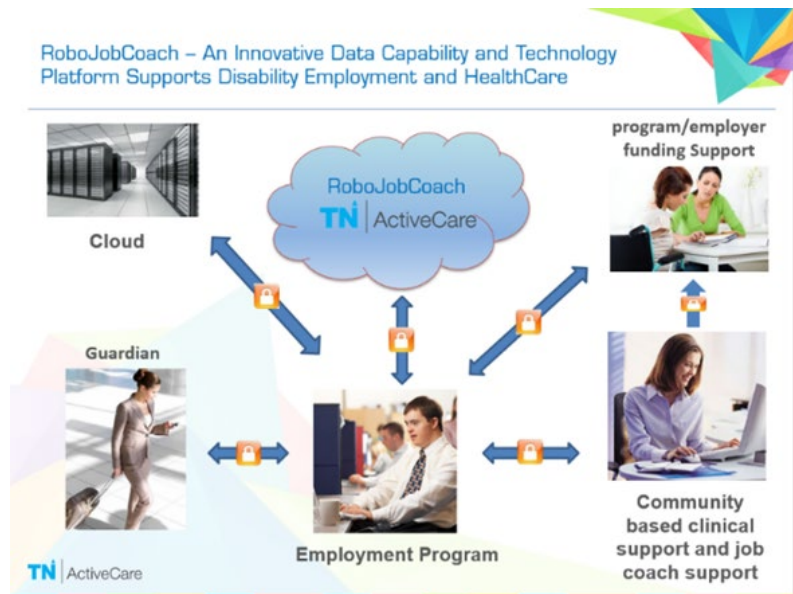 RoboJobCoach – An Innovative Data Capability and Technology
Platform Supports Disability Employment and HealthCare
program/employer
funding Support
RoboJobCoach
TN | ActiveCare
Cloud
Guardian
Employment Program
Community
based clinical
support and job
coach support
TN | ActiveCare